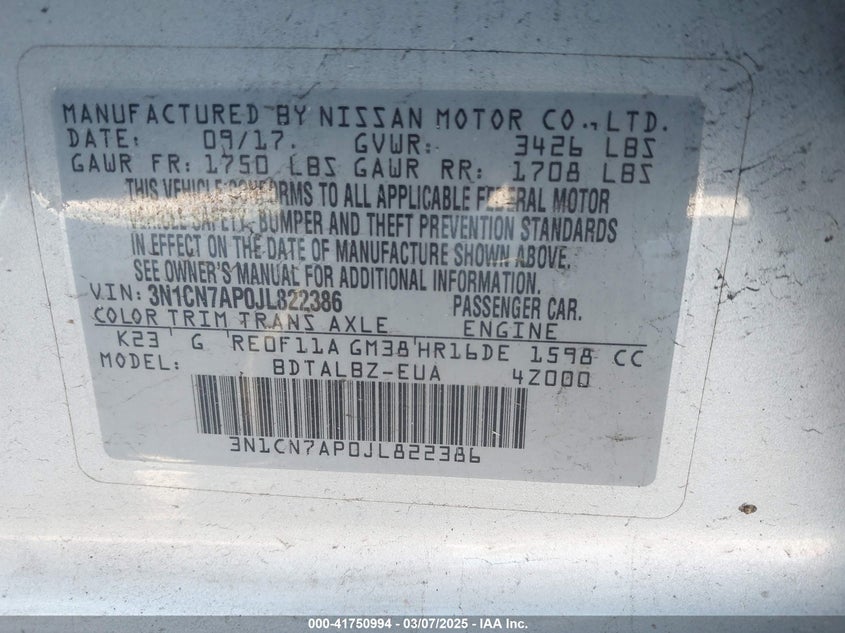 MANUFACTURED BY NISSAN MOTOR CO., LTD.
DATE: 09/17. GVWR: 3426 LBS
GAWR FR: 1750 LBS GAWR RR: 1708 LBS
THIS VEHICLE CONFORMS TO ALL APPLICABLE FEDERAL MOTOR
VEHICLE SAFETY, BUMPER AND THEFT PREVENTION STANDARDS
IN EFFECT ON THE DATE OF MANUFACTURE SHOWN ABOVE.
SEE OWNER'S MANUAL FOR ADDITIONAL INFORMATION.
VIN: 3N1CN7AP0JL822386 PASSENGER CAR.
COLOR TRIM TRANS AXLE ENGINE
K23 G RE0F11A GM38 HR16DE 1598 CC
MODEL: BDTALBZ-EUA 4Z000
3N1CN7AP0JL822386
000-41750994 - 03/07/2025 - IAA Inc.